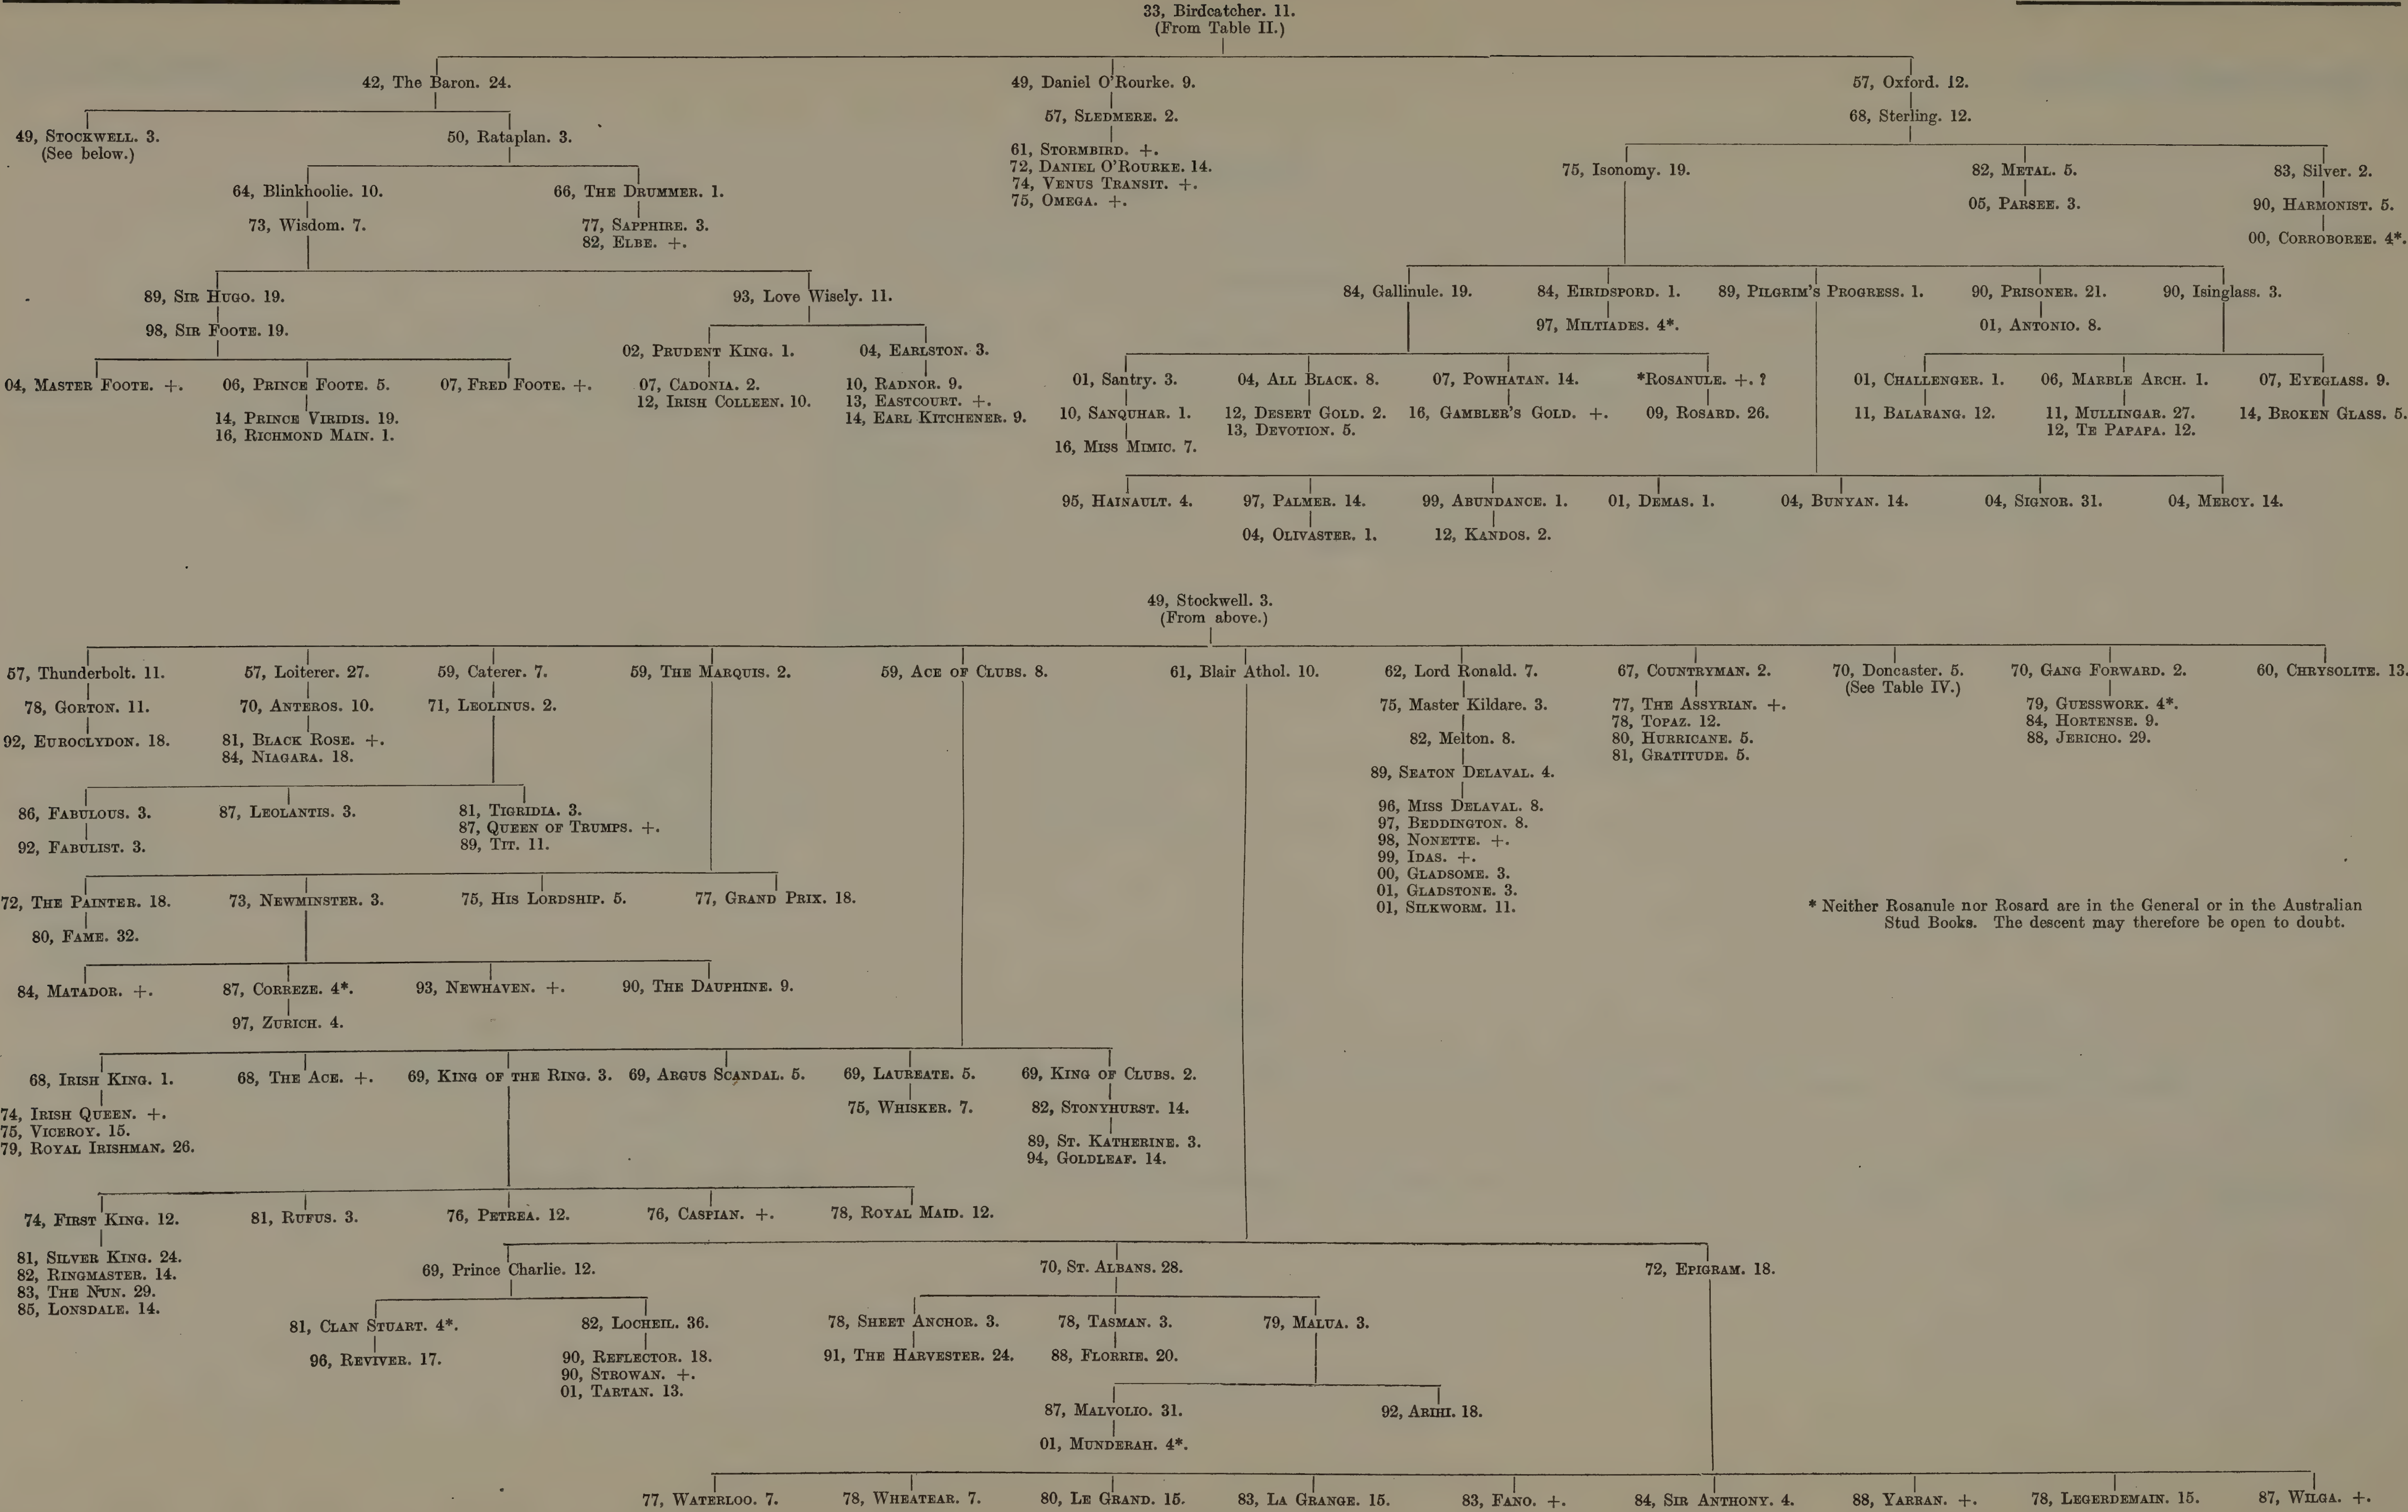 33, Birdcatcher. 11.
(From Table II.)
42, The Baron. 24.
49, Daniel O'Rourke. 9.
57, Oxford. 12.
49, STOCKWELL. 3.
(See below.)
50, Rataplan. 3.
57, SLEDMERE. 2.
68, Sterling. 12.
61, STORMBIRD. +.
72, DANIEL O'ROURKE. 14.
74, VENUS TRANSIT. +.
75, OMEGA. +.
75, Isonomy. 19.
82, METAL. 5.
83, Silver. 2.
64, Blinkhoolie. 10.
66, THE DRUMMER. 1.
05, PARSEE. 3.
90, HARMONIST. 5.
73, Wisdom. 7.
77, SAPPHIRE. 3.
82, ELBE. +.
00, CORROBOREE. 4*.
89, SIR HUGO. 19.
93, Love Wisely. 11.
84, Gallinule. 19.
84, EIRIDSPORD. 1.
89, PILGRIM'S PROGRESS. 1.
90, PRISONER. 21.
90, Isinglass. 3.
98, SIR FOOTE. 19.
97, MILTIADES. 4*.
01, ANTONIO. 8.
02, PRUDENT KING. 1.
04, EARLSTON. 3.
04, MASTER FOOTE. +.
06, PRINCE FOOTE. 5.
07, FRED FOOTE. +.
07, CADONIA. 2.
12, IRISH COLLEEN. 10.
10, RADNOR. 9.
13, EASTCOURT. +.
14, EARL KITCHENER. 9.
01, Santry. 3.
04, ALL BLACK. 8.
07, POWHATAN. 14.
*ROSANULE. +. ?
01, CHALLENGER. 1.
06, MARBLE ARCH. 1.
07, EYEGLASS. 9.
14, PRINCE VIRIDIS. 19.
16, RICHMOND MAIN. 1.
10, SANQUHAR. 1.
12, DESERT GOLD. 2.
13, DEVOTION. 5.
16, GAMBLER'S GOLD. +.
09, ROSARD. 26.
11, BALARANG. 12.
11, MULLINGAR. 27.
12, TE PAPAPA. 12.
14, BROKEN GLASS. 5.
16, MISS MIMIC. 7.
95, HAINAULT. 4.
97, PALMER. 14.
99, ABUNDANCE. 1.
01, DEMAS. 1.
04, BUNYAN. 14.
04, SIGNOR. 31.
04, MERCY. 14.
04, OLIVASTER. 1.
12, KANDOS. 2.
49, Stockwell. 3.
(From above.)
57, Thunderbolt. 11.
57, Loiterer. 27.
59, Caterer. 7.
59, THE MARQUIS. 2.
59, ACE OF CLUBS. 8.
61, Blair Athol. 10.
62, Lord Ronald. 7.
67, COUNTRYMAN. 2.
70, Doncaster. 5.
(See Table IV.)
70, GANG FORWARD. 2.
60, CHRYSOLITE. 13.
78, GORTON. 11.
70, ANTEROS. 10.
71, LEOLINUS. 2.
75, Master Kildare. 3.
77, THE ASSYRIAN. +.
78, TOPAZ. 12.
80, HURRICANE. 5.
81, GRATITUDE. 5.
79, GUESSWORK. 4*.
84, HORTENSE. 9.
88, JERICHO. 29.
92, EUROCLYDON. 18.
81, BLACK ROSE. +.
84, NIAGARA. 18.
82, Melton. 8.
89, SEATON DELAVAL. 4.
86, FABULOUS. 3.
87, LEOLANTIS. 3.
81, TIGRIDIA. 3.
87, QUEEN OF TRUMPS. +.
89, TIT. 11.
96, MISS DELAVAL. 8.
97, BEDDINGTON. 8.
98, NONETTE. +.
99, IDAS. +.
00, GLADSOME. 3.
01, GLADSTONE. 3.
01, SILKWORM. 11.
92, FABULIST. 3.
72, THE PAINTER. 18.
73, NEWMINSTER. 3.
75, HIS LORDSHIP. 5.
77, GRAND PRIX. 18.
* Neither Rosanule nor Rosard are in the General or in the Australian
Stud Books. The descent may therefore be open to doubt.
80, FAME. 32.
84, MATADOR. +.
87, CORREZE. 4*.
93, NEWHAVEN. +.
90, THE DAUPHINE. 9.
97, ZURICH. 4.
68, IRISH KING. 1.
68, THE ACE. +.
69, KING OF THE RING. 3.
69, ARGUS SCANDAL. 5.
69, LAUREATE. 5.
69, KING OF CLUBS. 2.
74, IRISH QUEEN. +.
75, VICEROY. 15.
79, ROYAL IRISHMAN. 26.
75, WHISKER. 7.
82, STONYHURST. 14.
89, ST. KATHERINE. 3.
94, GOLDLEAF. 14.
74, FIRST KING. 12.
81, RUFUS. 3.
76, PETREA. 12.
76, CASPIAN. +.
78, ROYAL MAID. 12.
81, SILVER KING. 24.
82, RINGMASTER. 14.
83, THE NUN. 29.
85, LONSDALE. 14.
69, Prince Charlie. 12.
70, ST. ALBANS. 28.
72, EPIGRAM. 18.
81, CLAN STUART. 4*.
82, LOCHEIL. 36.
78, SHEET ANCHOR. 3.
78, TASMAN. 3.
79, MALUA. 3.
96, REVIVER. 17.
90, REFLECTOR. 18.
90, STROWAN. +.
01, TARTAN. 13.
91, THE HARVESTER. 24.
88, FLORRIE. 20.
87, MALVOLIO. 31.
92, ARIHI. 18.
01, MUNDERAH. 4*.
77, WATERLOO. 7.
78, WHEATEAR. 7.
80, LE GRAND. 15.
83, LA GRANGE. 15.
83, FANO. +.
84, SIR ANTHONY. 4.
88, YARRAN. +.
78, LEGERDEMAIN. 15.
87, WILGA. +.